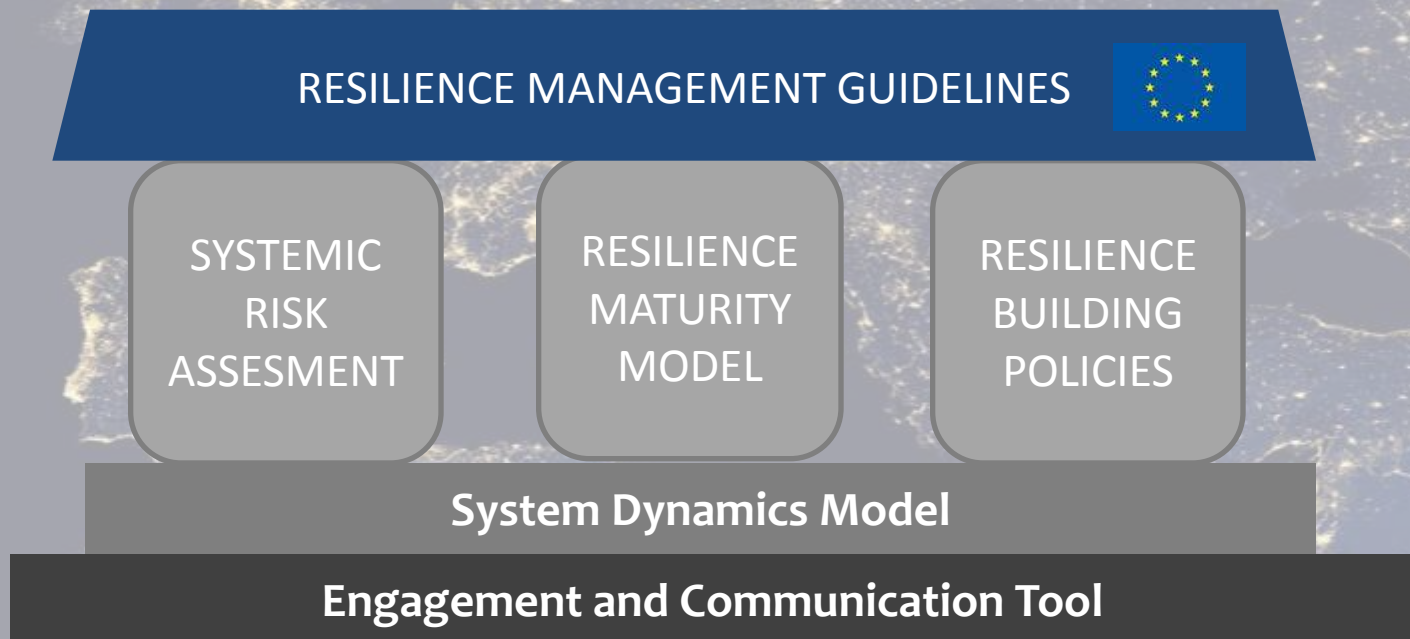 RESILIENCE MANAGEMENT GUIDELINES
SYSTEMIC
RISK
ASSESMENT
RESILIENCE
MATURITY
MODEL
RESILIENCE
BUILDING
POLICIES
System Dynamics Model
Engagement and Communication Tool